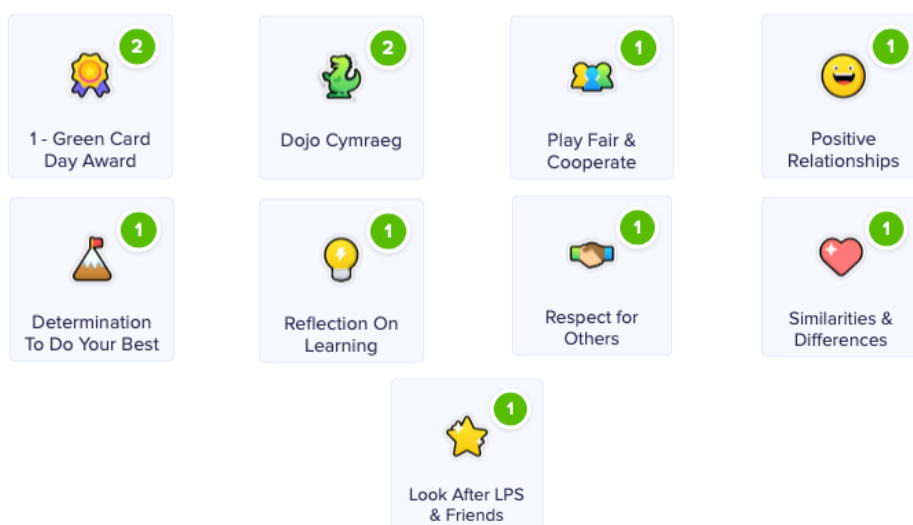 2
1 - Green Card
Day Award
2
Dojo Cymraeg
1
Play Fair &
Cooperate
1
Positive
Relationships
1
Determination
To Do Your Best
1
Reflection On
Learning
1
Respect for
Others
1
Similarities &
Differences
1
Look After LPS
& Friends